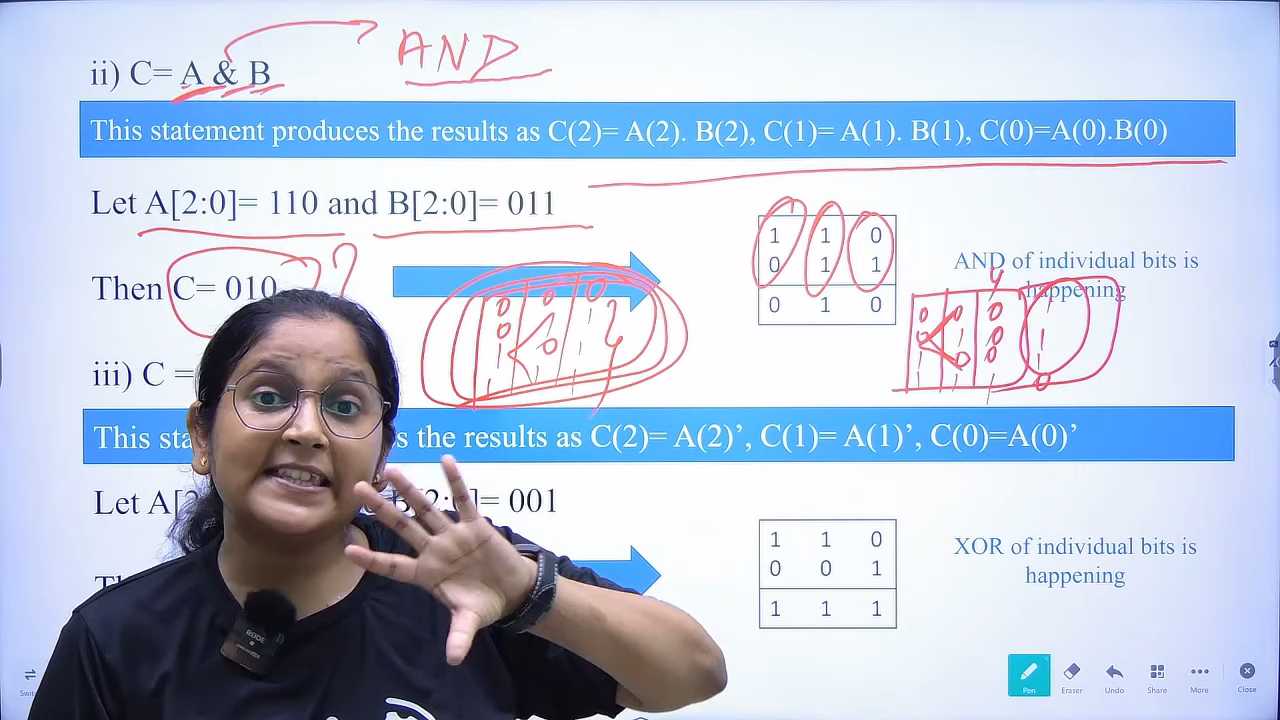 ii) C= A & B
AND
This statement produces the results as C(2)= A(2). B(2), C(1)= A(1). B(1), C(0)=A(0).B(0)
Let A[2:0]= 110 and B[2:0]= 011
Then C= 010
1 1 0
0 1 1
0 1 0
AND of individual bits is
happening
iii) C =
This sta s the results as C(2)= A(2)’, C(1)= A(1)’, C(0)=A(0)’
Let A[2 B[2:0]= 001
1 1 0
0 0 1
1 1 1
XOR of individual bits is
happening
RODE
Pen
Eraser
Undo
Share
More
Close